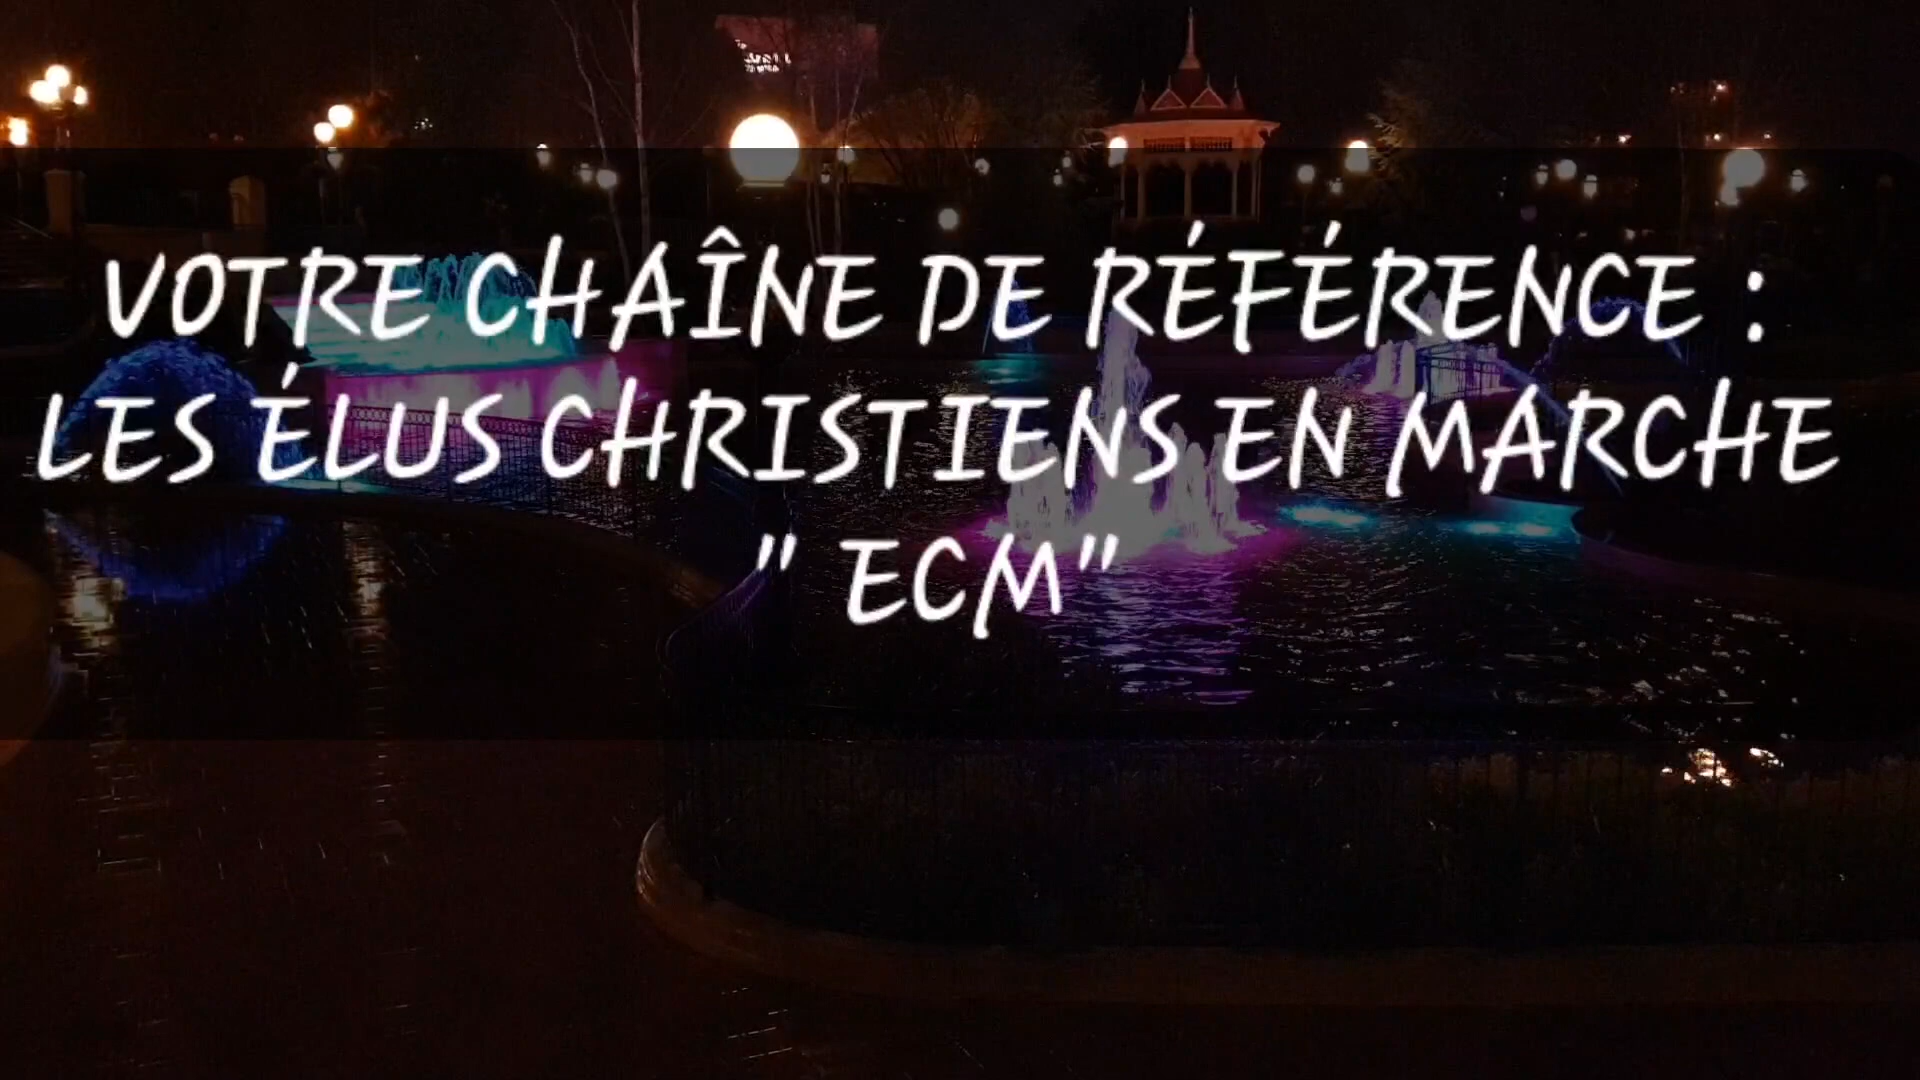 VOTRE CHAÎNE DE RÉFÉRENCE :
LES ÉLUS CHRISTIENS EN MARCHE
" ECM"